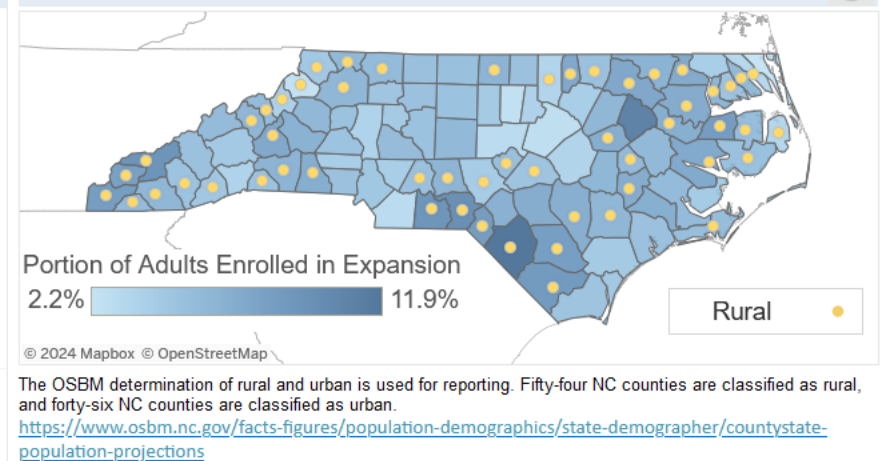 Portion of Adults Enrolled in Expansion
2.2% 11.9%
Rural
© 2024 Mapbox © OpenStreetMap
The OSBM determination of rural and urban is used for reporting. Fifty-four NC counties are classified as rural,
and forty-six NC counties are classified as urban.
https://www.osbm.nc.gov/facts-figures/population-demographics/state-demographer/countystate-
population-projections